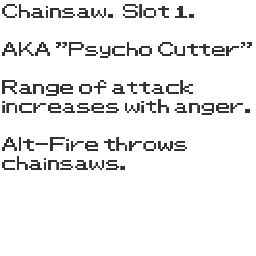 Chainsaw. Slot 1.
AKA "Psycho Cutter"
Range of attack
increases with anger.
Alt-Fire throws
chainsaws.